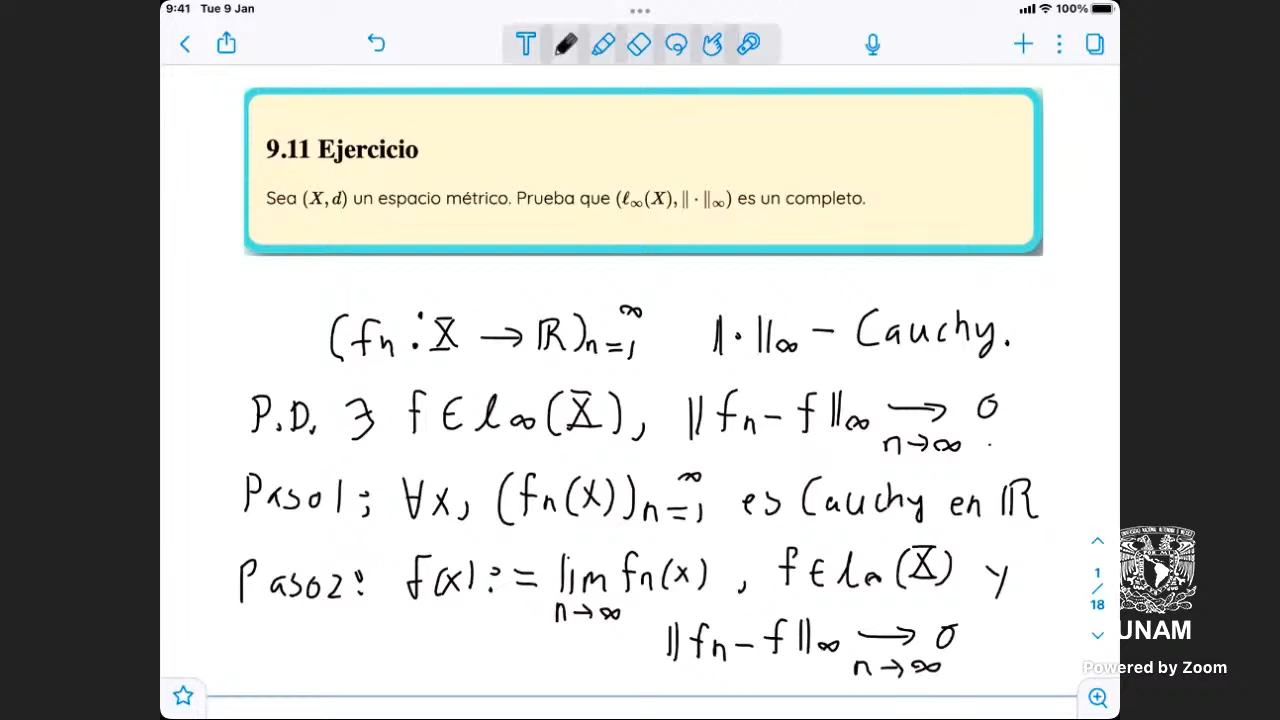 9:41 Tue 9 Jan
100%
9.11 Ejercicio
Sea (X, d) un espacio métrico. Prueba que (ℓ∞(X), ‖ · ‖∞) es un completo.
(fn : X → ℝ)n=1^∞ ‖·‖∞ – Cauchy.
P.D. ∃ f ∈ l∞(X), ‖fn – f‖∞ → 0
n→∞
Paso1: ∀x, (fn(x))n=1^∞ es Cauchy en ℝ
Paso2: f(x) := lim fn(x), f ∈ l∞(X) y
n→∞
‖fn – f‖∞ → 0
n→∞
1
/
18
UNAM
Powered by Zoom